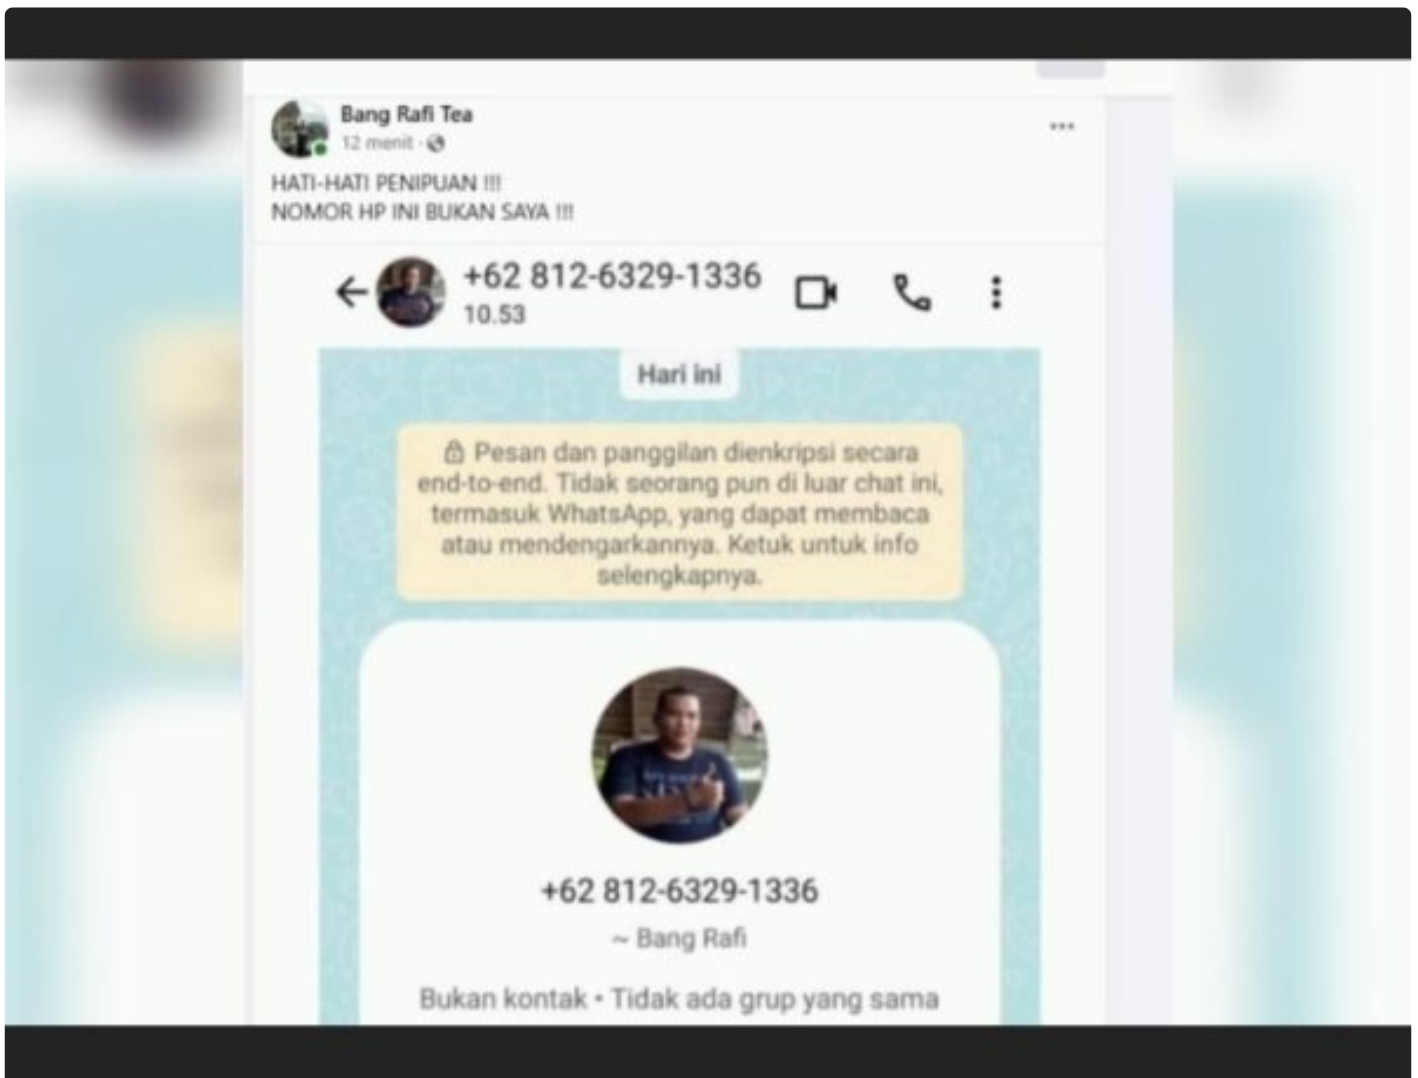 Bang Rafi Tea
12 menit ·
HATI-HATI PENIPUAN !!!
NOMOR HP INI BUKAN SAYA !!!
+62 812-6329-1336
10.53
Hari ini
Pesan dan panggilan dienkripsi secara
end-to-end. Tidak seorang pun di luar chat ini,
termasuk WhatsApp, yang dapat membaca
atau mendengarkannya. Ketuk untuk info
selengkapnya.
+62 812-6329-1336
~ Bang Rafi
Bukan kontak • Tidak ada grup yang sama